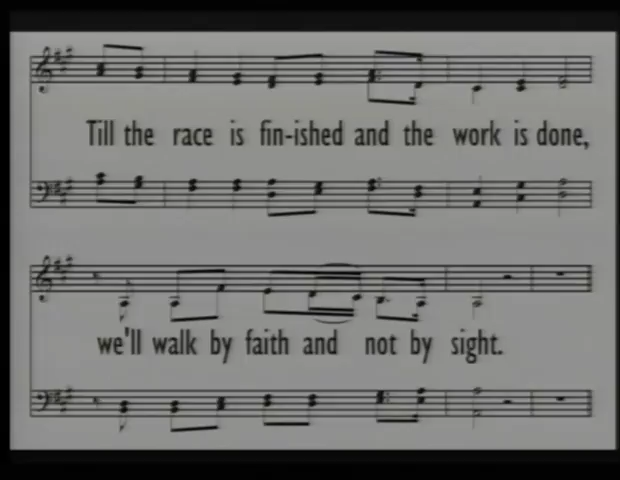 Till the race is fin-ished and the work is done,
we'll walk by faith and not by sight.